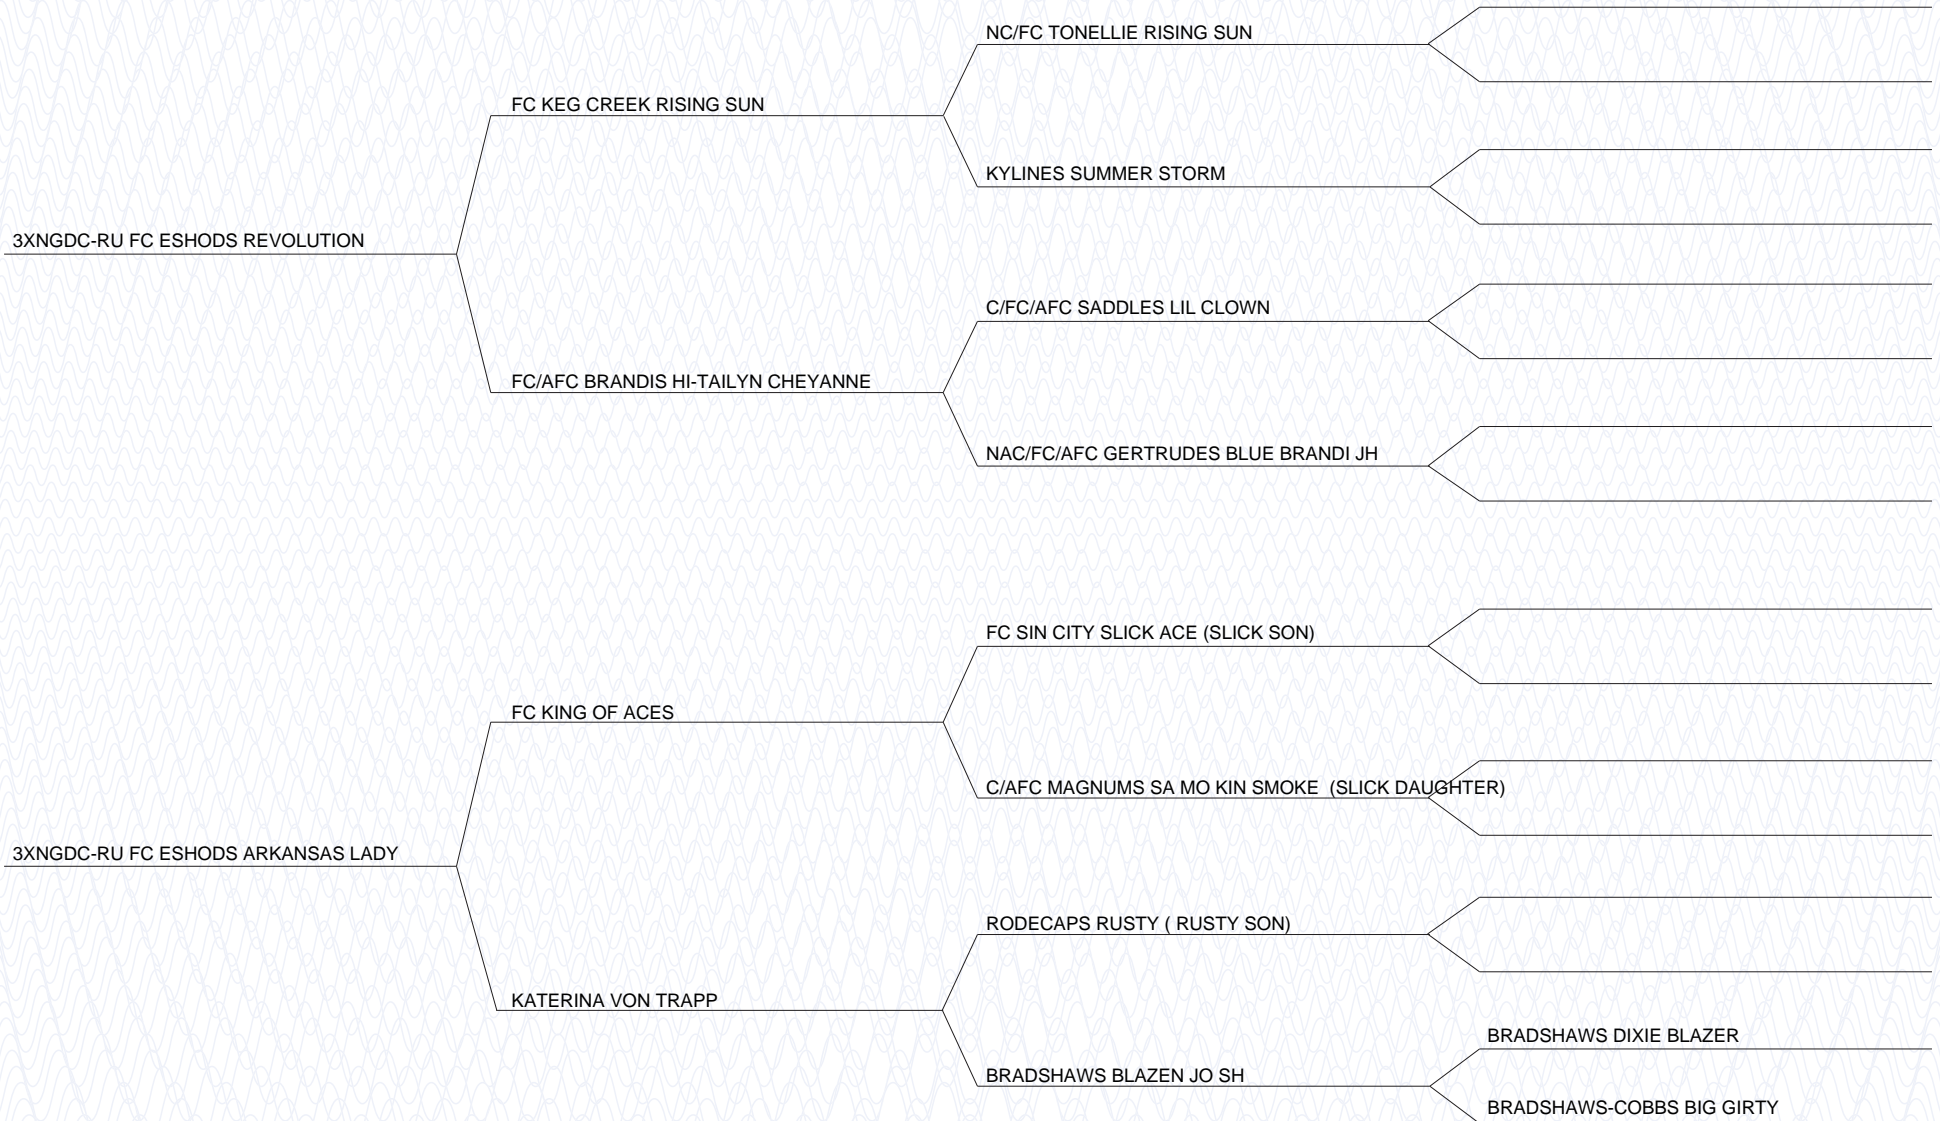 NC/FC TONELLIE RISING SUN
FC KEG CREEK RISING SUN
KYLINES SUMMER STORM
3XNGDC-RU FC ESHODS REVOLUTION
C/FC/AFC SADDLES LIL CLOWN
FC/AFC BRANDIS HI-TAILYN CHEYANNE
NAC/FC/AFC GERTRUDES BLUE BRANDI JH
FC SIN CITY SLICK ACE (SLICK SON)
FC KING OF ACES
C/AFC MAGNUMS SA MO KIN SMOKE  (SLICK DAUGHTER)
3XNGDC-RU FC ESHODS ARKANSAS LADY
RODECAPS RUSTY ( RUSTY SON)
KATERINA VON TRAPP
BRADSHAWS DIXIE BLAZER
BRADSHAWS BLAZEN JO SH
BRADSHAWS-COBBS BIG GIRTY